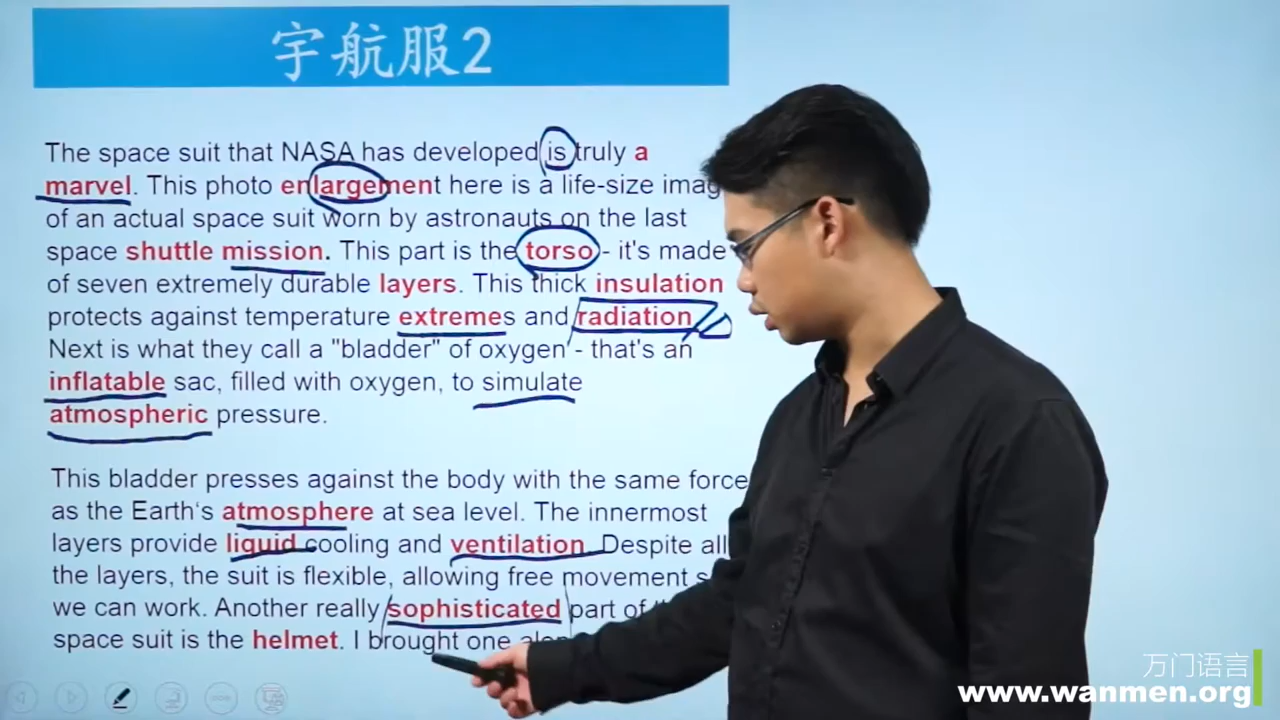 宇航服2
The space suit that NASA has developed is truly a
marvel. This photo enlargement here is a life-size
of an actual space suit worn by astronauts on the last
space shuttle mission. This part is the torso - it's made
of seven extremely durable layers. This thick insulation
protects against temperature extremes and radiation
Next is what they call a "bladder" of oxygen - that's an
inflatable sac, filled with oxygen, to simulate
atmospheric pressure.
This bladder presses against the body with the same force
as the Earth's atmosphere at sea level. The innermost
layers provide liquid cooling and ventilation. Despite all
the layers, the suit is flexible, allowing free movement
we can work. Another really sophisticated part of
space suit is the helmet. I brought one
万门语言
www.wanmen.org